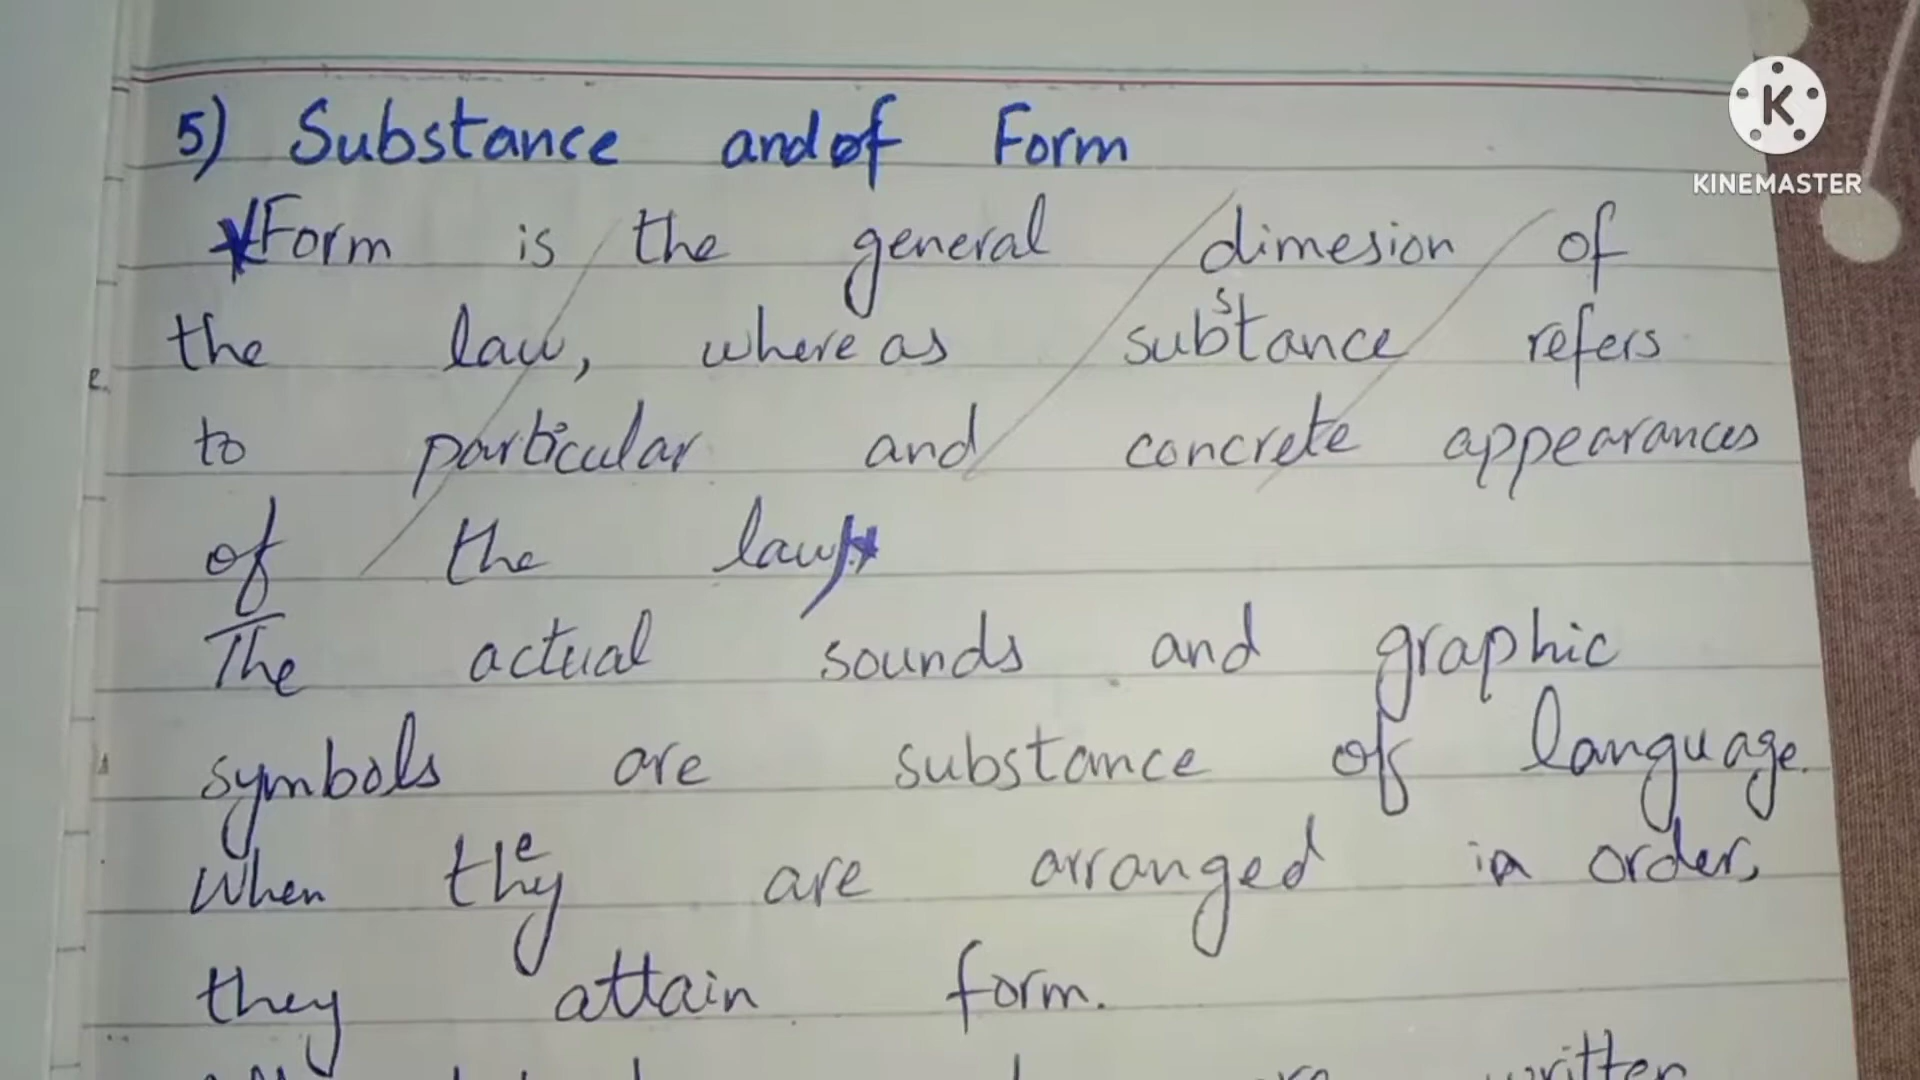 5) Substance and of Form
*Form is the general dimesion of
the law, where as substance refers
to particular and concrete appearances
of the law.*
The actual sounds and graphic
symbols are substance of language.
When they are arranged in order,
they attain form.
written
K
KINEMASTER